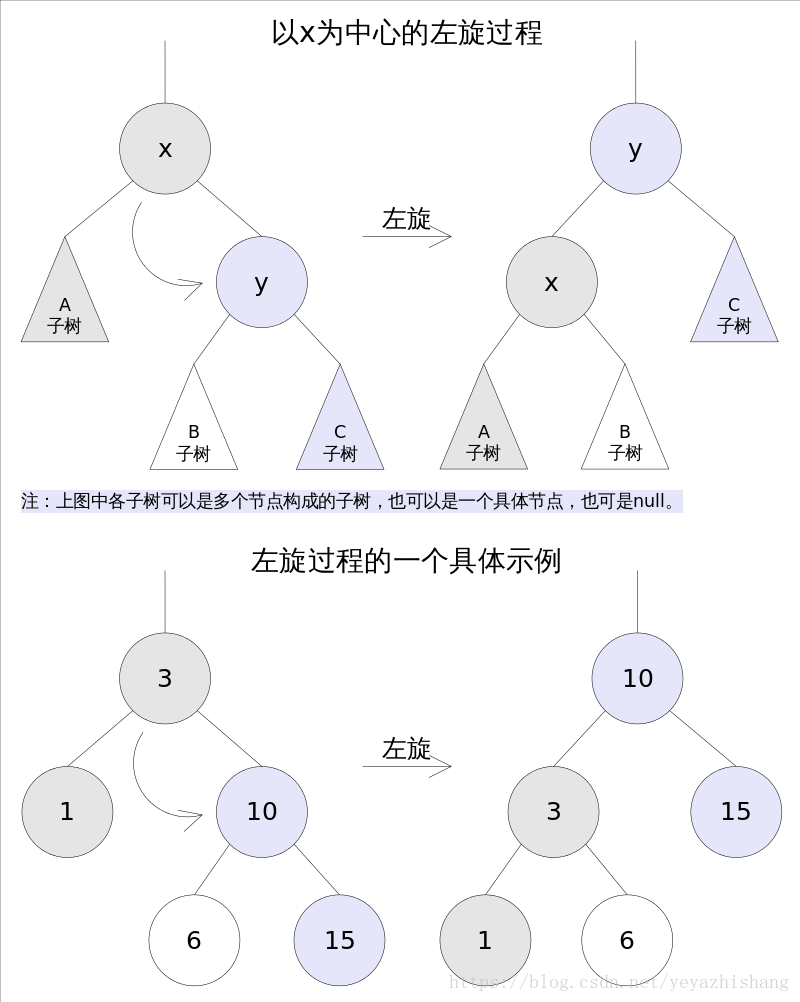 以x为中心的左旋过程
x
y
左旋
y
x
A
子树
C
子树
B
子树
C
子树
A
子树
B
子树
注：上图中各子树可以是多个节点构成的子树，也可以是一个具体节点，也可是null。
左旋过程的一个具体示例
3
10
左旋
1
10
3
15
6
15
1
6
https://blog.csdn.net/yeyazhishang